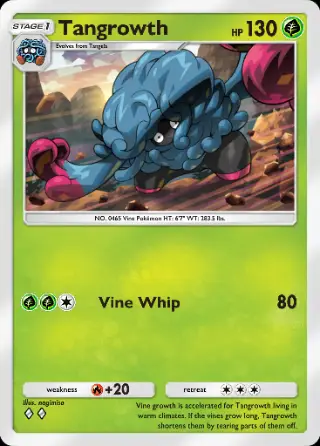 STAGE 1
Tangrowth
HP 130
Evolves from Tangela
NO. 0465 Vine Pokémon HT: 6'7" WT: 283.5 lbs.
Vine Whip 80
weakness +20 retreat
Illus. nagimiso
Vine growth is accelerated for Tangrowth living in
warm climates. If the vines grow long, Tangrowth
shortens them by tearing parts of them off.